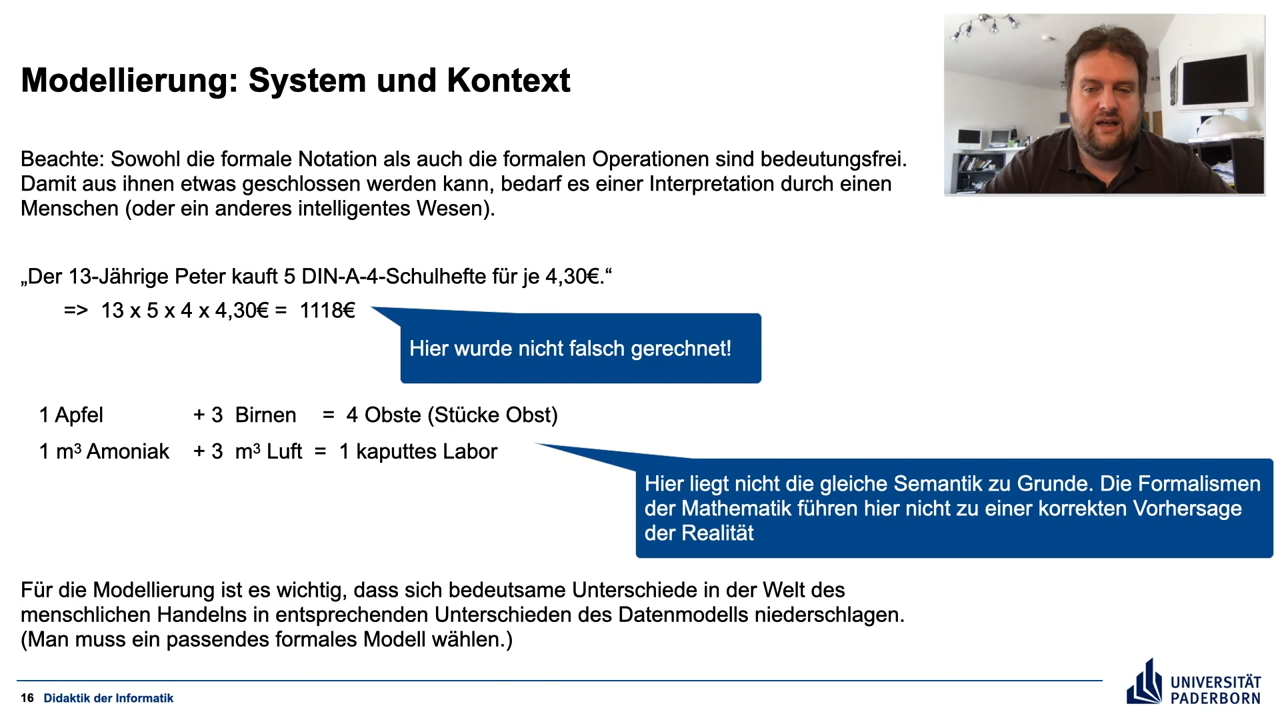 Modellierung: System und Kontext
Beachte: Sowohl die formale Notation als auch die formalen Operationen sind bedeutungsfrei.
Damit aus ihnen etwas geschlossen werden kann, bedarf es einer Interpretation durch einen
Menschen (oder ein anderes intelligentes Wesen).
„Der 13-Jährige Peter kauft 5 DIN-A-4-Schulhefte für je 4,30€.“
=> 13 x 5 x 4 x 4,30€ = 1118€
Hier wurde nicht falsch gerechnet!
1 Apfel + 3 Birnen = 4 Obste (Stücke Obst)
1 m³ Amoniak + 3 m³ Luft = 1 kaputtes Labor
Hier liegt nicht die gleiche Semantik zu Grunde. Die Formalismen
der Mathematik führen hier nicht zu einer korrekten Vorhersage
der Realität
Für die Modellierung ist es wichtig, dass sich bedeutsame Unterschiede in der Welt des
menschlichen Handelns in entsprechenden Unterschieden des Datenmodells niederschlagen.
(Man muss ein passendes formales Modell wählen.)
16 Didaktik der Informatik
UNIVERSITÄT
PADERBORN